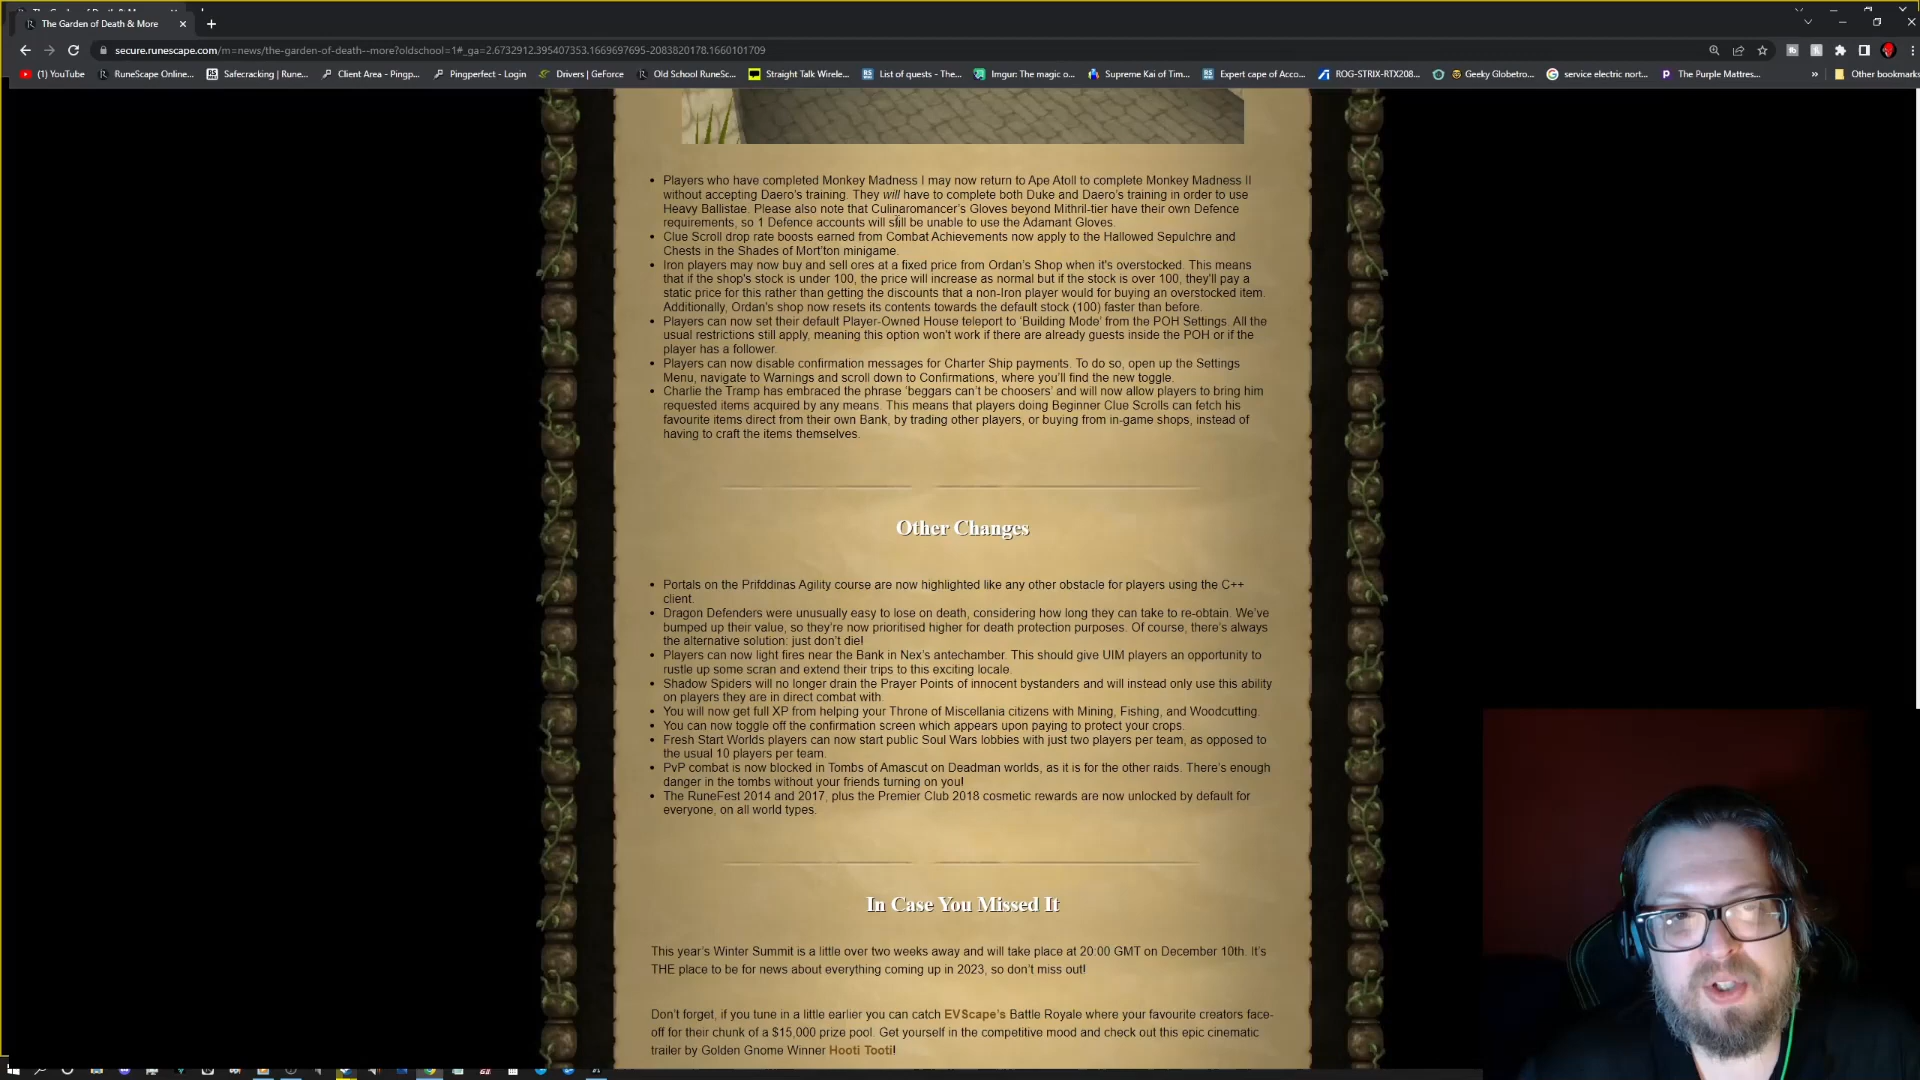 The Garden of Death & More
secure.runescape.com/m=news/the-garden-of-death--more?oldschool=1#_ga=2.6732912.395407353.1669697695-2083820178.1660101709
(1) YouTube
RuneScape Online...
Safecracking | Rune...
Client Area - Pingp...
Pingperfect - Login
Drivers | GeForce
Old School RuneSc...
Straight Talk Wirele...
List of quests - The...
Imgur: The magic o...
Supreme Kai of Tim...
Expert cape of Acco...
ROG-STRIX-RTX208...
Geeky Globetro...
service electric nort...
The Purple Mattres...
»
Other bookmarks
• Players who have completed Monkey Madness I may now return to Ape Atoll to complete Monkey Madness II
without accepting Daero's training. They will have to complete both Duke and Daero's training in order to use
Heavy Ballistae. Please also note that Culinaromancer's Gloves beyond Mithril-tier have their own Defence
requirements, so 1 Defence accounts will still be unable to use the Adamant Gloves.
• Clue Scroll drop rate boosts earned from Combat Achievements now apply to the Hallowed Sepulchre and
Chests in the Shades of Mort'ton minigame.
• Iron players may now buy and sell ores at a fixed price from Ordan's Shop when it's overstocked. This means
that if the shop's stock is under 100, the price will increase as normal but if the stock is over 100, they'll pay a
static price for this rather than getting the discounts that a non-Iron player would for buying an overstocked item.
Additionally, Ordan's shop now resets its contents towards the default stock (100) faster than before.
• Players can now set their default Player-Owned House teleport to 'Building Mode' from the POH Settings. All the
usual restrictions still apply, meaning this option won't work if there are already guests inside the POH or if the
player has a follower.
• Players can now disable confirmation messages for Charter Ship payments. To do so, open up the Settings
Menu, navigate to Warnings and scroll down to Confirmations, where you'll find the new toggle.
• Charlie the Tramp has embraced the phrase 'beggars can't be choosers' and will now allow players to bring him
requested items acquired by any means. This means that players doing Beginner Clue Scrolls can fetch his
favourite items direct from their own Bank, by trading other players, or buying from in-game shops, instead of
having to craft the items themselves.
Other Changes
• Portals on the Prifddinas Agility course are now highlighted like any other obstacle for players using the C++
client.
• Dragon Defenders were unusually easy to lose on death, considering how long they can take to re-obtain. We've
bumped up their value, so they're now prioritised higher for death protection purposes. Of course, there's always
the alternative solution: just don't die!
• Players can now light fires near the Bank in Nex's antechamber. This should give UIM players an opportunity to
rustle up some scran and extend their trips to this exciting locale.
• Shadow Spiders will no longer drain the Prayer Points of innocent bystanders and will instead only use this ability
on players they are in direct combat with.
• You will now get full XP from helping your Throne of Miscellania citizens with Mining, Fishing, and Woodcutting.
• You can now toggle off the confirmation screen which appears upon paying to protect your crops.
• Fresh Start Worlds players can now start public Soul Wars lobbies with just two players per team, as opposed to
the usual 10 players per team.
• PvP combat is now blocked in Tombs of Amascut on Deadman worlds, as it is for the other raids. There's enough
danger in the tombs without your friends turning on you!
• The RuneFest 2014 and 2017, plus the Premier Club 2018 cosmetic rewards are now unlocked by default for
everyone, on all world types.
In Case You Missed It
This year's Winter Summit is a little over two weeks away and will take place at 20:00 GMT on December 10th. It's
THE place to be for news about everything coming up in 2023, so don't miss out!
Don't forget, if you tune in a little earlier you can catch EVScape's Battle Royale where your favourite creators face-
off for their chunk of a $15,000 prize pool. Get yourself in the competitive mood and check out this epic cinematic
trailer by Golden Gnome Winner Hooti Tooti!